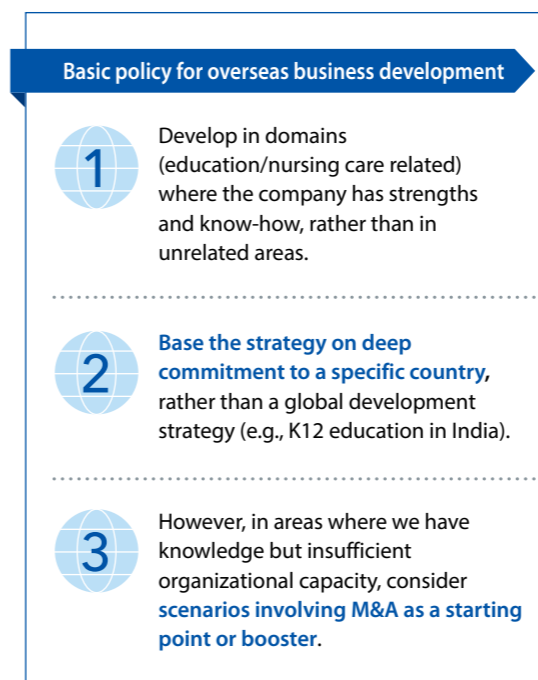 Basic policy for overseas business development
1
Develop in domains
(education/nursing care related)
where the company has strengths
and know-how, rather than in
unrelated areas.
2
Base the strategy on deep
commitment to a specific country,
rather than a global development
strategy (e.g., K12 education in India).
3
However, in areas where we have
knowledge but insufficient
organizational capacity, consider
scenarios involving M&A as a starting
point or booster.